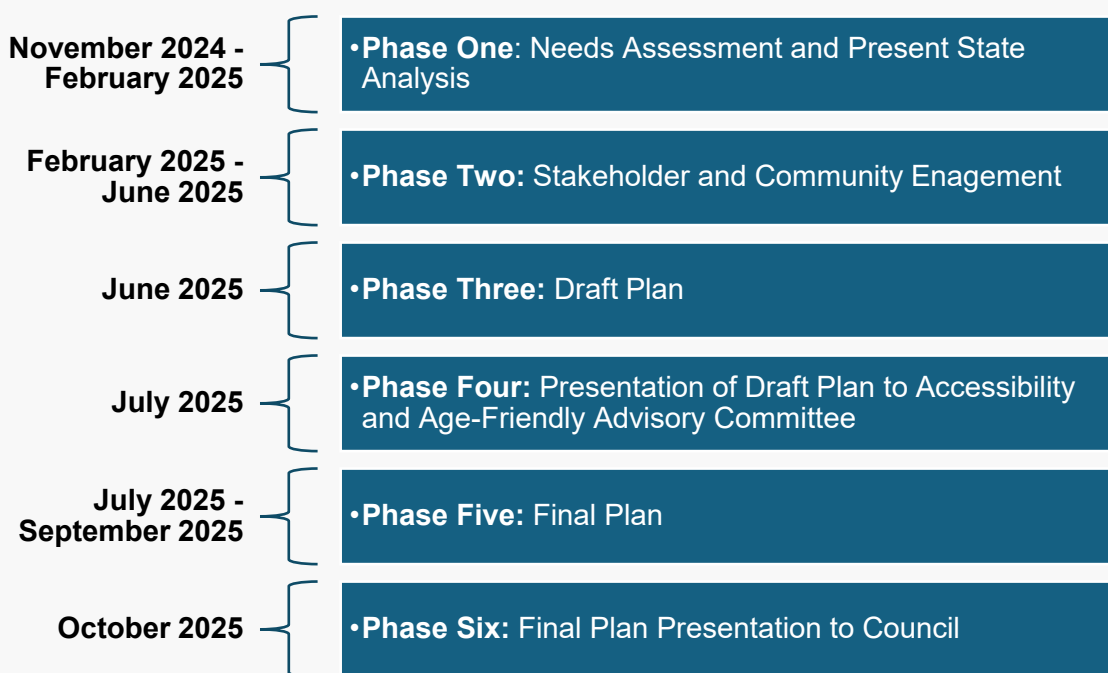 November 2024 -
February 2025
•Phase One: Needs Assessment and Present State
Analysis
February 2025 -
June 2025
•Phase Two: Stakeholder and Community Enagement
June 2025
•Phase Three: Draft Plan
July 2025
•Phase Four: Presentation of Draft Plan to Accessibility
and Age-Friendly Advisory Committee
July 2025 -
September 2025
•Phase Five: Final Plan
October 2025
•Phase Six: Final Plan Presentation to Council